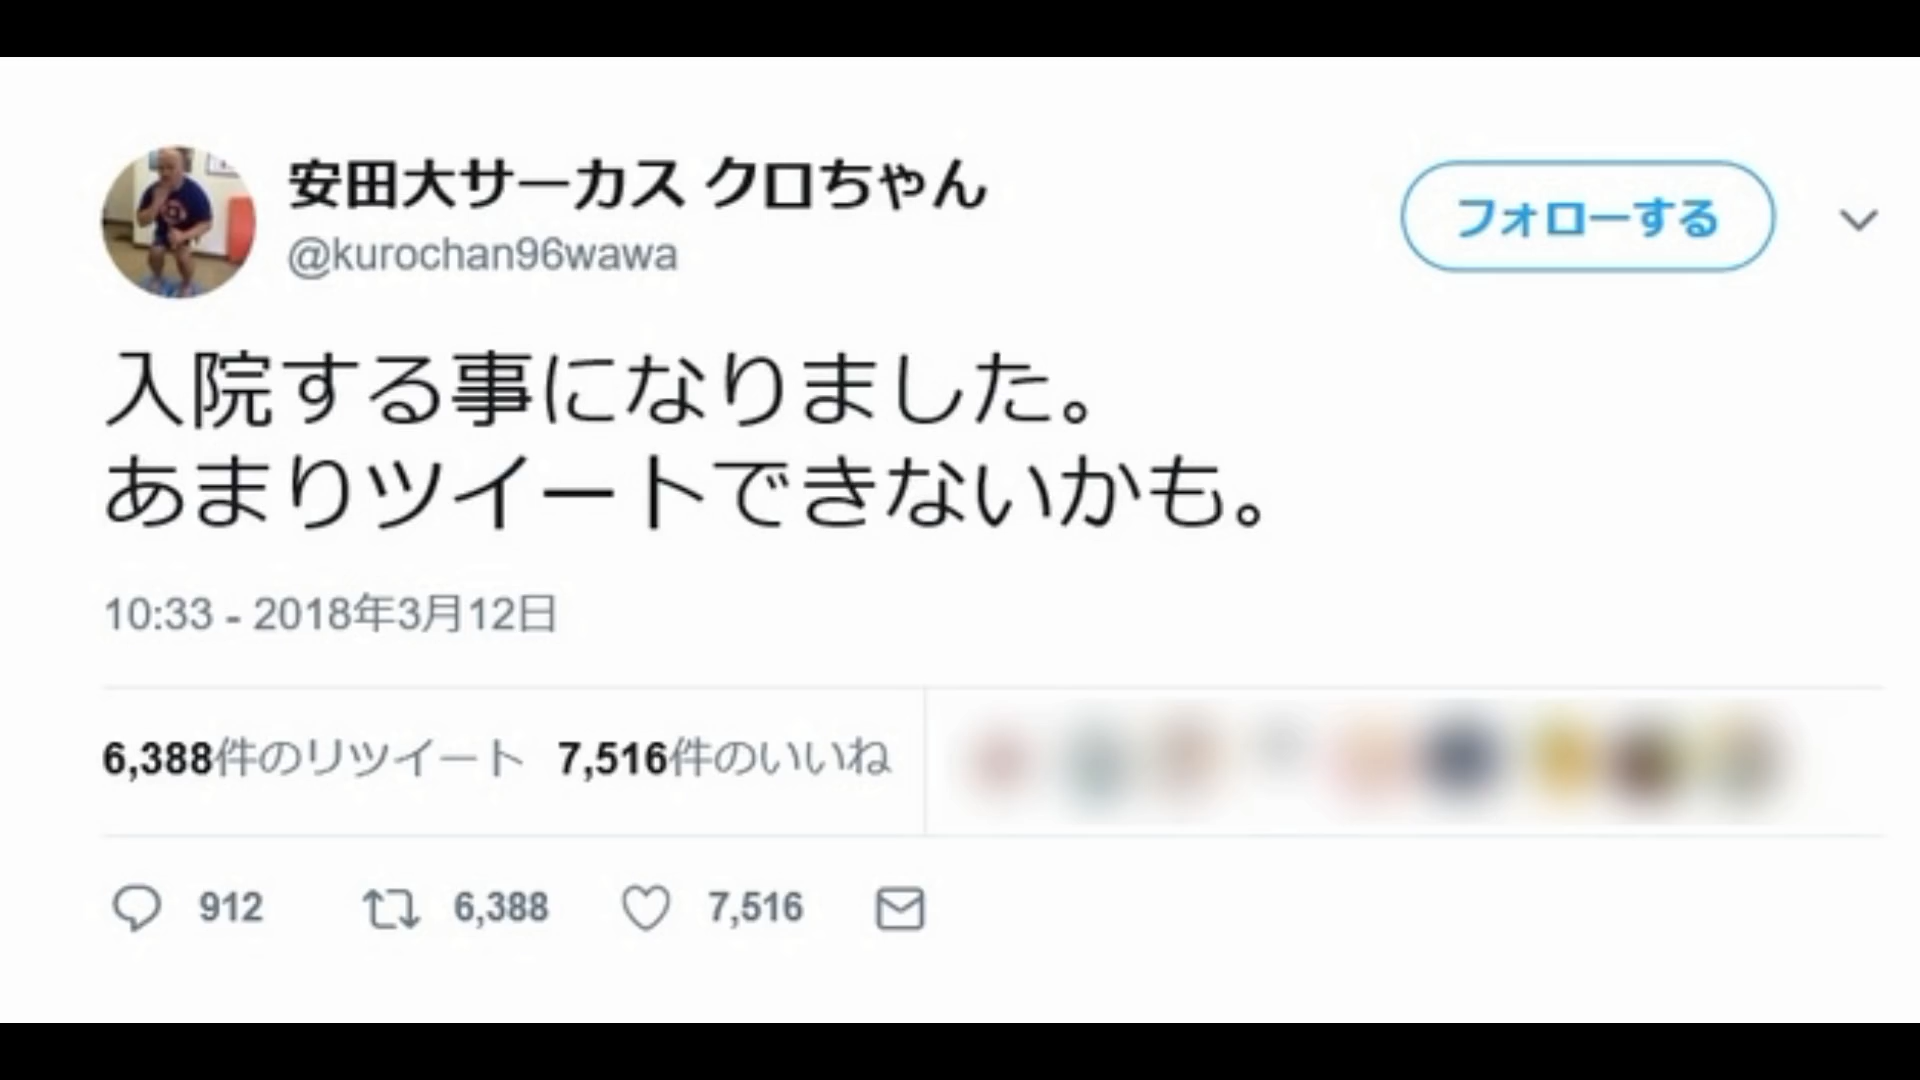 安田大サーカス クロちゃん
@kurochan96wawa
フォローする
入院する事になりました。
あまりツイートできないかも。
10:33 - 2018年3月12日
6,388件のリツイート 7,516件のいいね
912 6,388 7,516